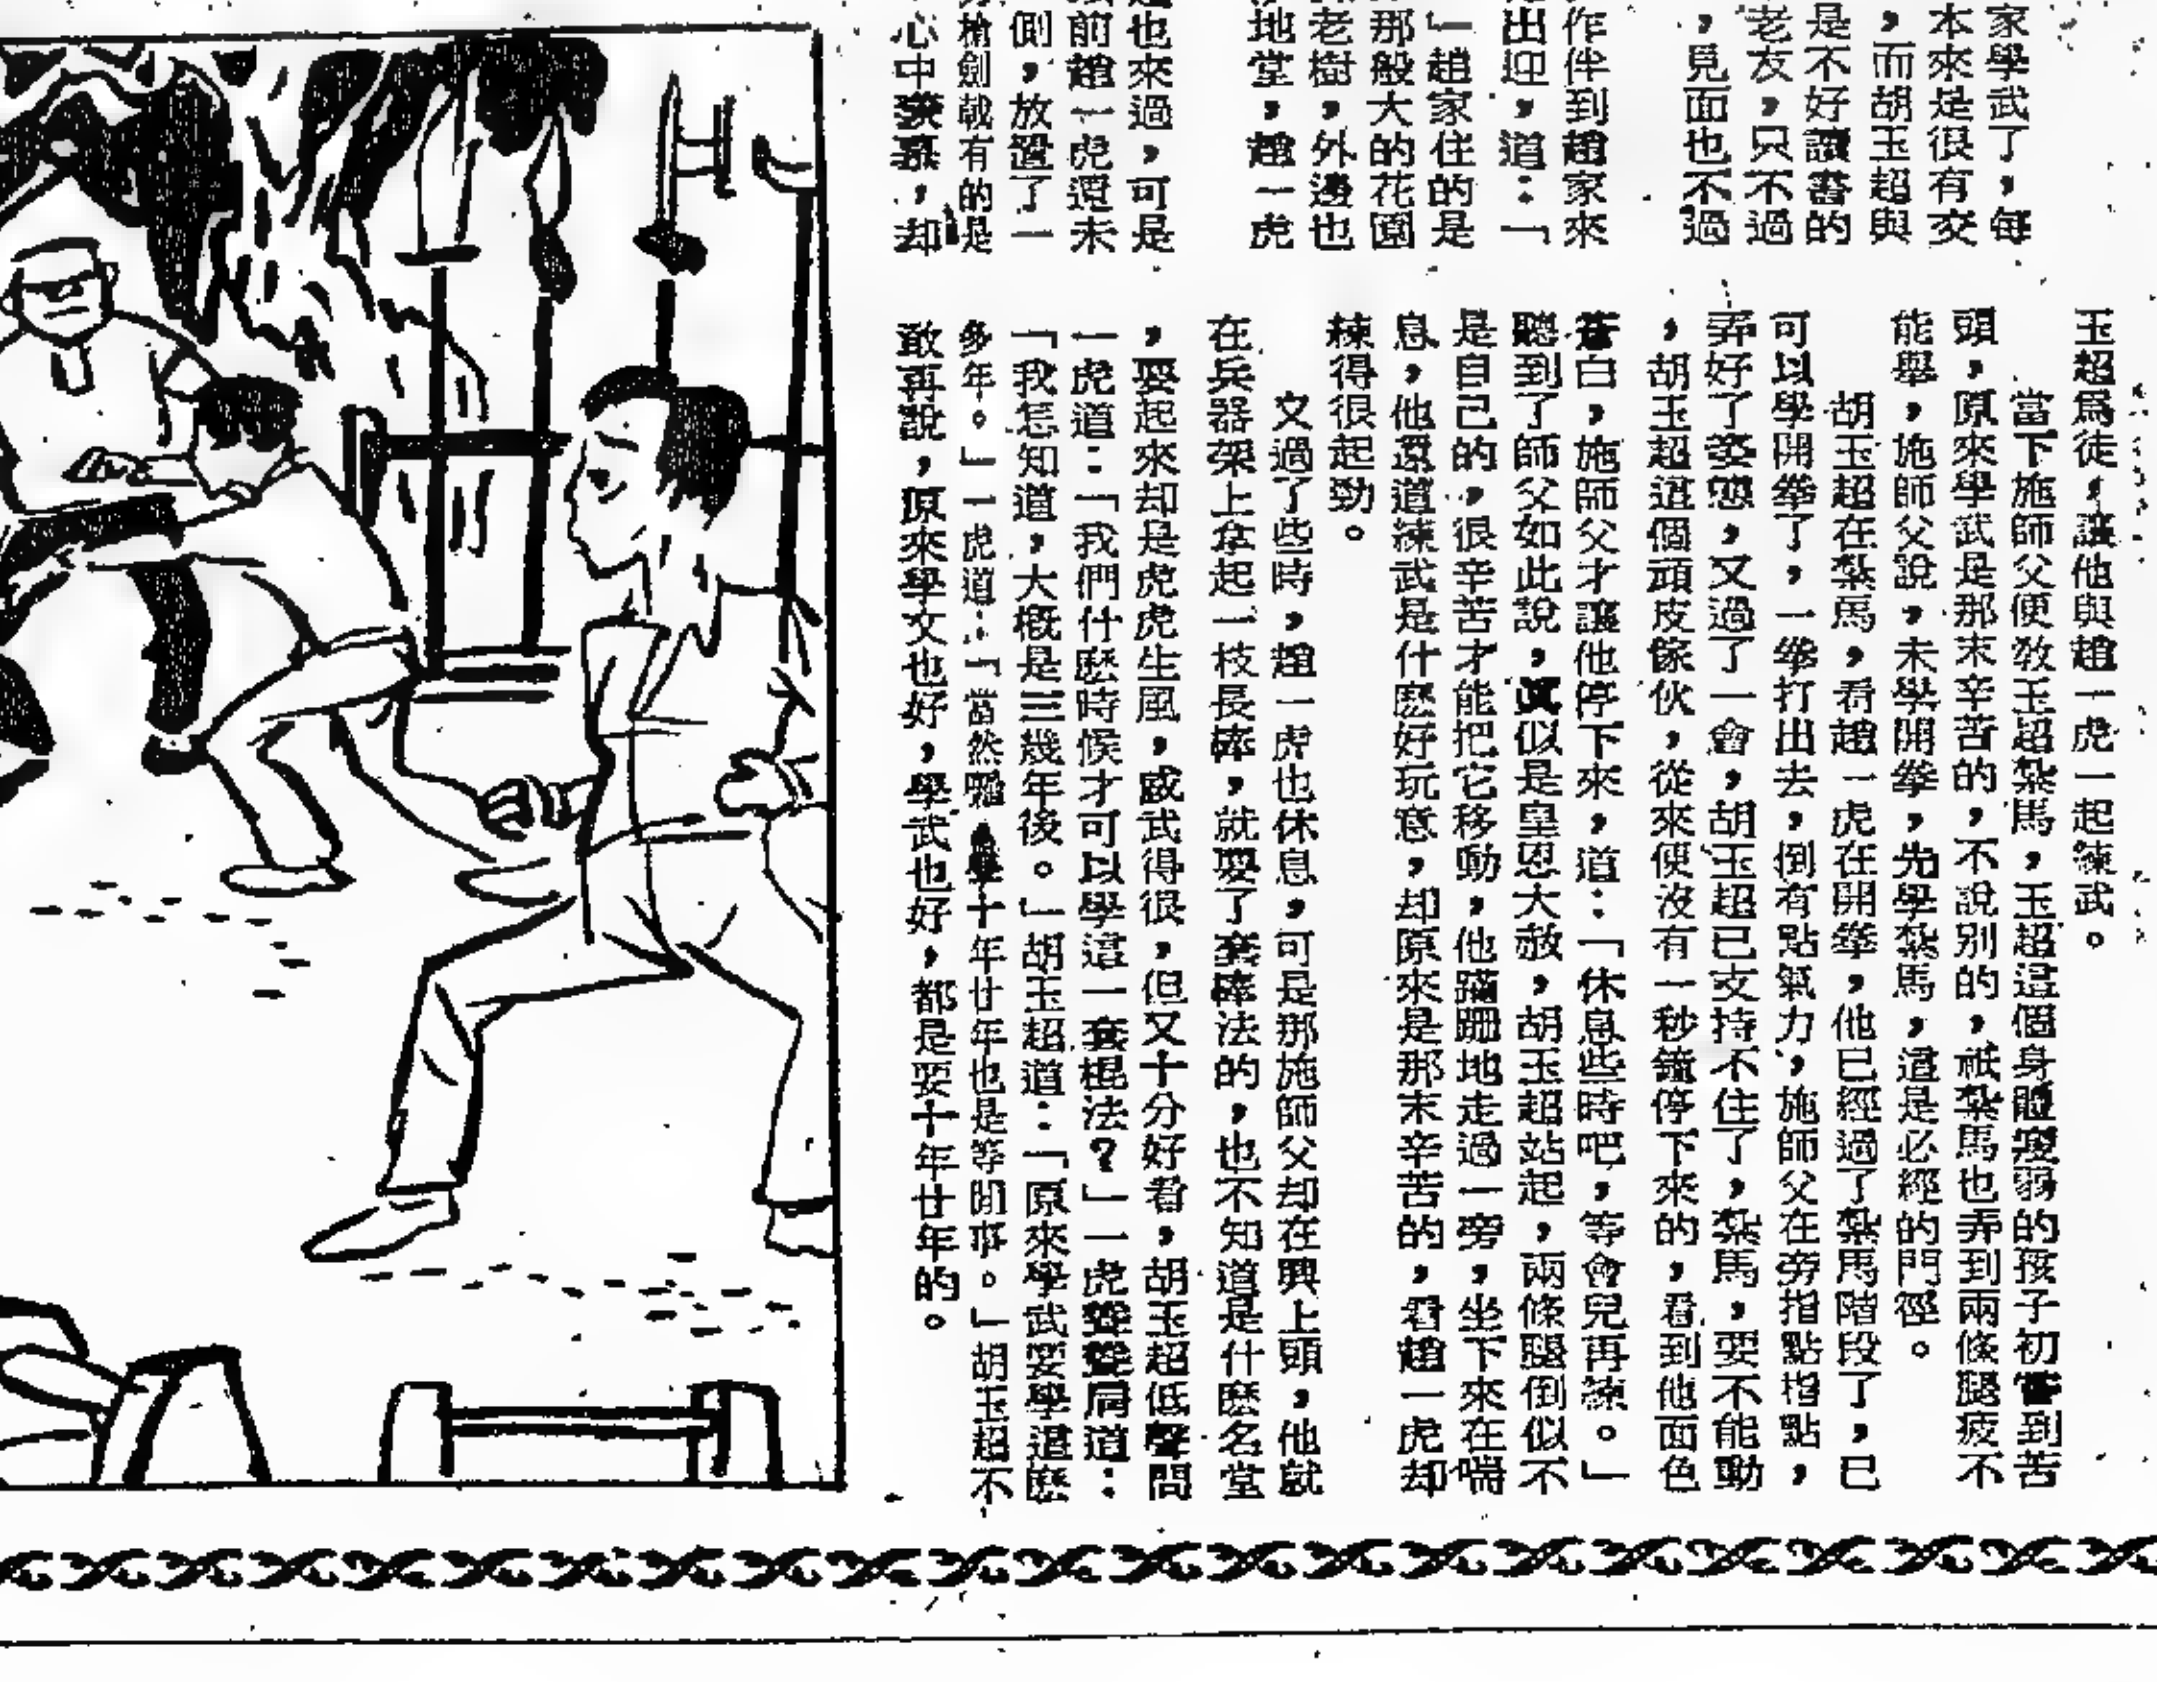 家學武了，每
本來是很有交
，而胡玉超與
是不好讀書的
老友，只不過
，見面也不過
作伴到趙家來
出迎，道：「
」趙家住的是
那般大的花園
老樹，外邊也
地堂，趙一虎
也來過，可是
前趙一虎還未
側，放置了一
槍劍戟有的是
心中羨慕，却
玉超爲徒，讓他與趙一虎一起練武。
當下施師父便敎玉超紮馬，玉超這個身體瘦弱的孩子初嘗到苦
頭，原來學武是那末辛苦的，不說别的，祇紮馬也弄到兩條腿疲不
能舉，施師父說，未學開拳，先學紮馬，這是必經的門徑。
胡玉超在紮馬，看趙一虎在開拳，他已經過了紮馬階段了，已
可以學開拳了，一拳打出去，倒有點氣力，施師父在旁指點指點，
弄好了姿態，又過了一會，胡玉超已支持不住了，紮馬，要不能動
，胡玉超這個頑皮傢伙，從來便沒有一秒鐘停下來的，看到他面色
蒼白，施師父才讓他停下來，道：「休息些時吧，等會兒再練。」
聽到了師父如此說，眞似是皇恩大赦，胡玉超站起，兩條腿倒似不
是自己的，很辛苦才能把它移動，他蹣跚地走過一旁，坐下來在喘
息，他還道練武是什麽好玩意，却原來是那末辛苦的，看趙一虎却
練得很起勁。
又過了些時，趙一虎也休息，可是那施師父却在興上頭，他就
在兵器架上拿起一枝長棒，就耍了套棒法的，也不知道是什麽名堂
，耍起來却是虎虎生風，威武得很，但又十分好看，胡玉超低聲問
一虎道：「我們什麽時候才可以學這一套棍法？」一虎聳聳肩道：
「我怎知道，大槪是三幾年後。」胡玉超道：「原來學武要學這麽
多年。」一虎道：「當然囉，學十年廿年也是等閒事。」胡玉超不
敢再說，原來學文也好，學武也好，都是要十年廿年的。